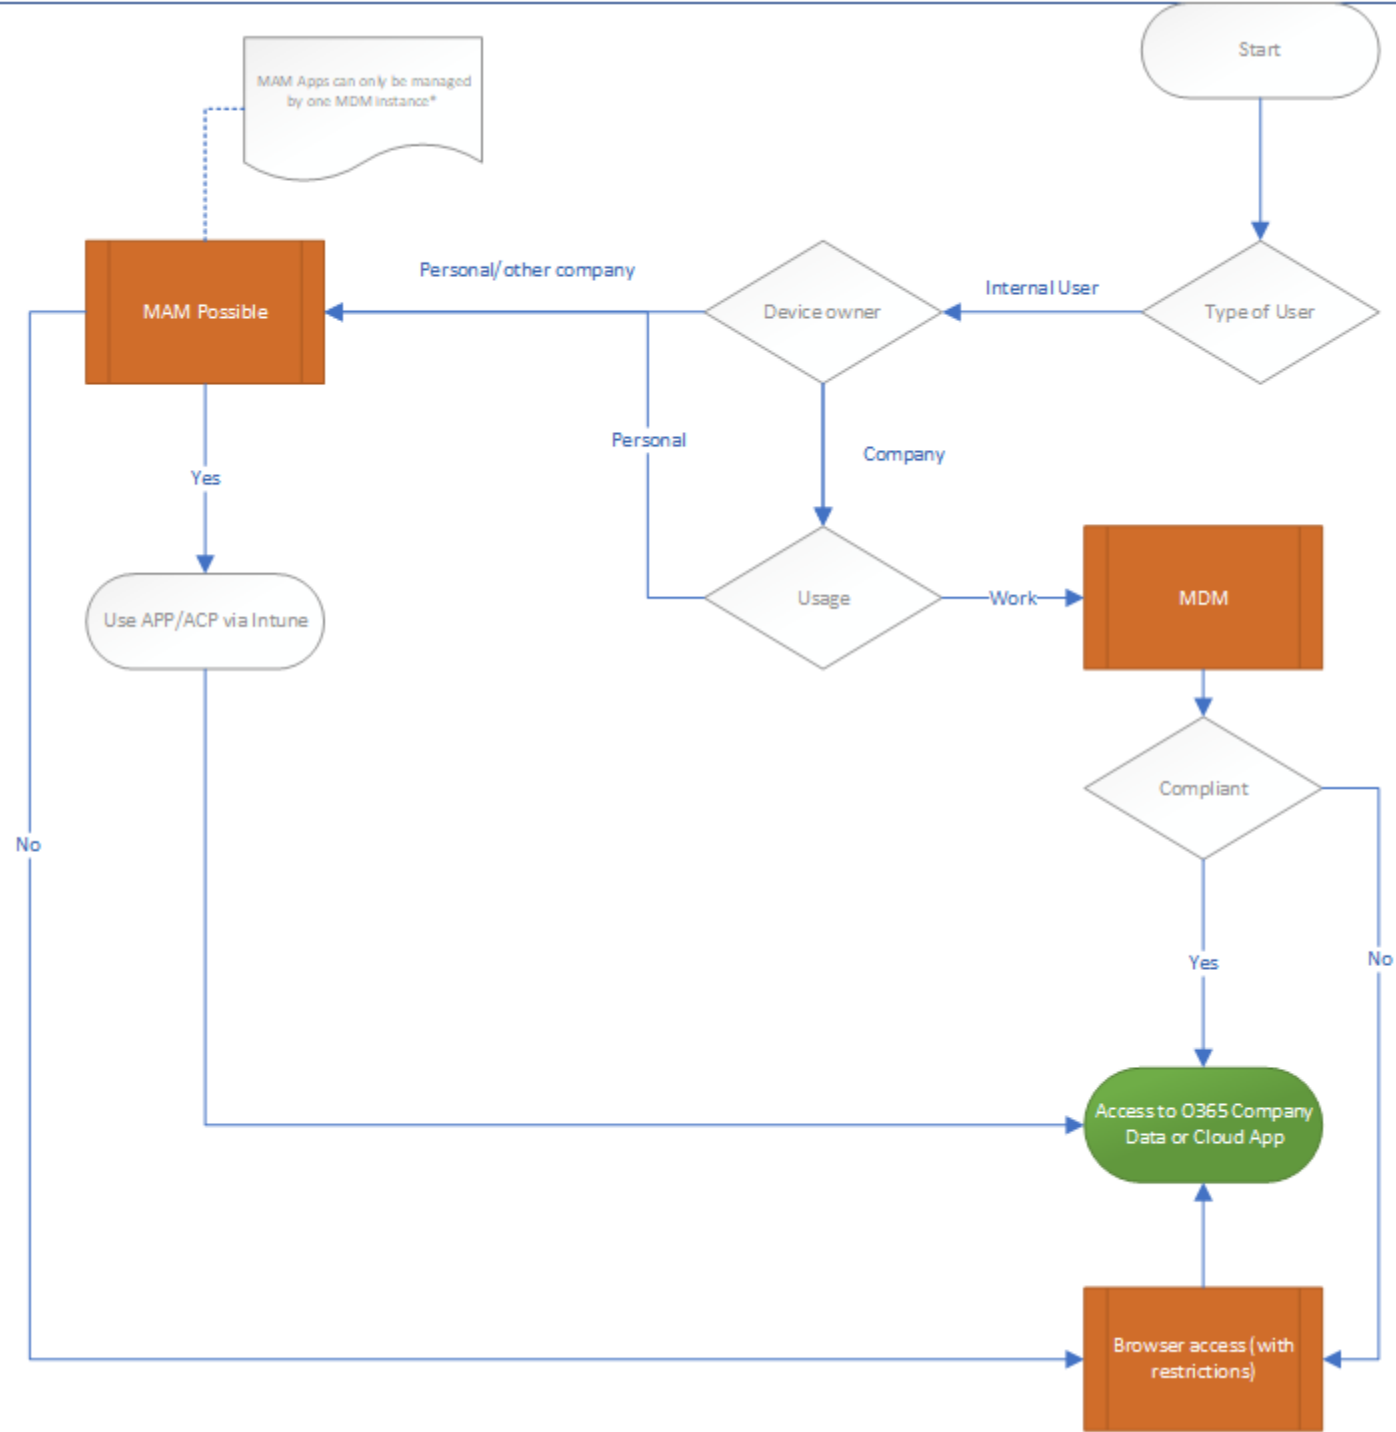 Start
MAM Apps can only be managed
by one MDM instance*
Personal/other company
Internal User
MAM Possible
Device owner
Type of User
Personal
Company
Yes
Usage
Work
MDM
Use APP/ACP via Intune
Compliant
No
Yes
No
Access to O365 Company
Data or Cloud App
Browser access (with
restrictions)